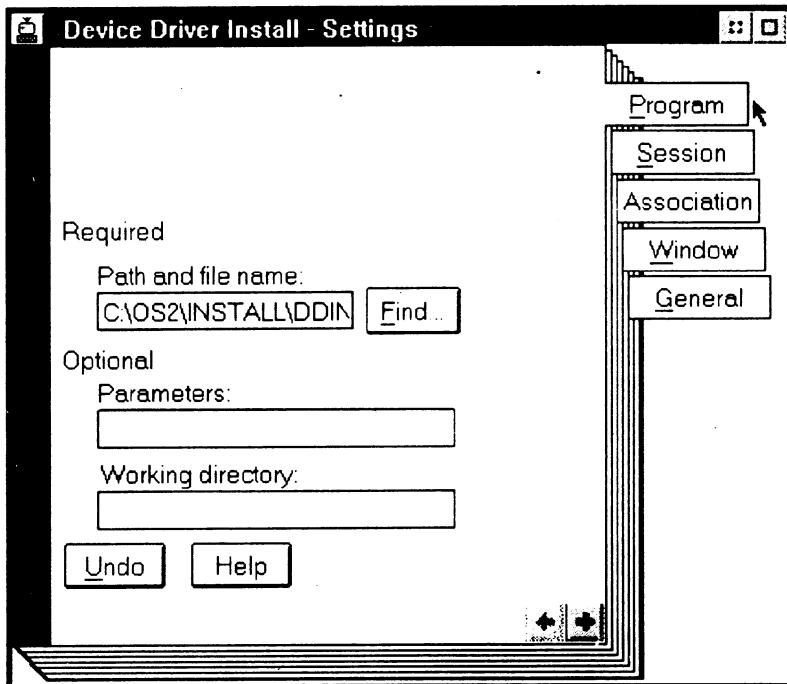 Device Driver Install - Settings
Program
Session
Association
Window
General
Required
Path and file name:
C:\OS2\INSTALL\DDIN
Find...
Optional
Parameters:
Working directory:
Undo
Help